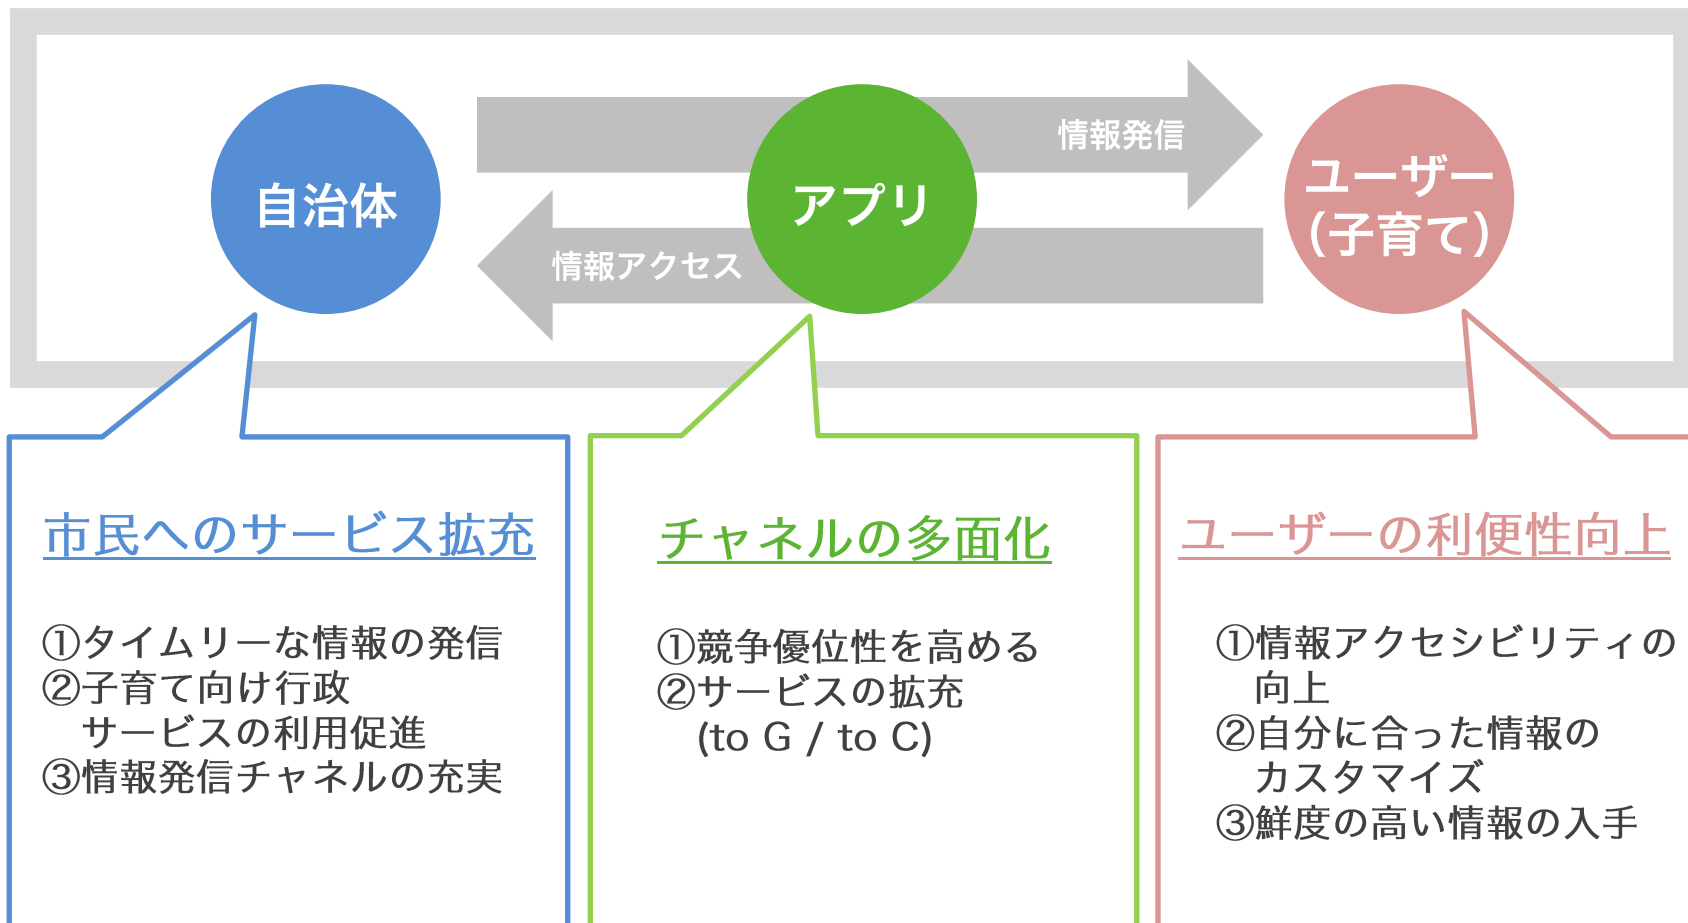 自治体
アプリ
ユーザー
(子育て)
情報発信
情報アクセス
市民へのサービス拡充
①タイムリーな情報の発信
②子育て向け行政
サービスの利用促進
③情報発信チャネルの充実
チャネルの多面化
①競争優位性を高める
②サービスの拡充
(to G / to C)
ユーザーの利便性向上
①情報アクセシビリティの
向上
②自分に合った情報の
カスタマイズ
③鮮度の高い情報の入手